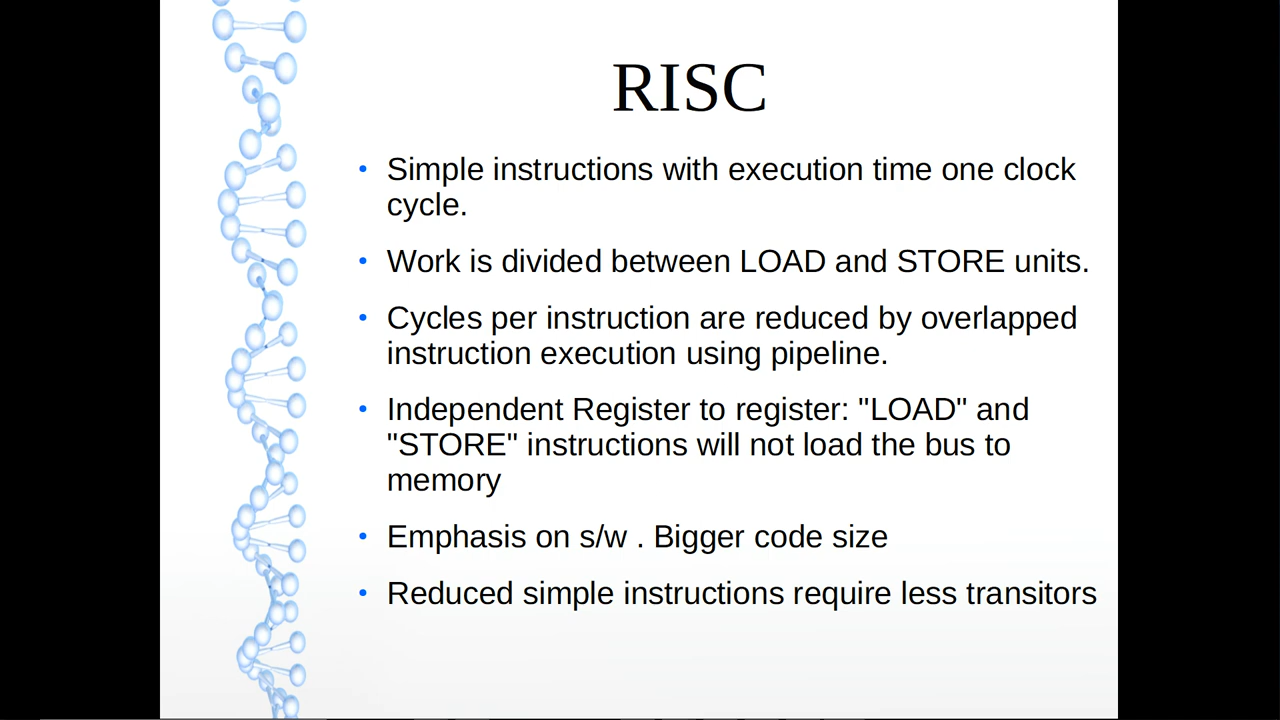 RISC
• Simple instructions with execution time one clock
cycle.
• Work is divided between LOAD and STORE units.
• Cycles per instruction are reduced by overlapped
instruction execution using pipeline.
• Independent Register to register: "LOAD" and
"STORE" instructions will not load the bus to
memory
• Emphasis on s/w . Bigger code size
• Reduced simple instructions require less transitors